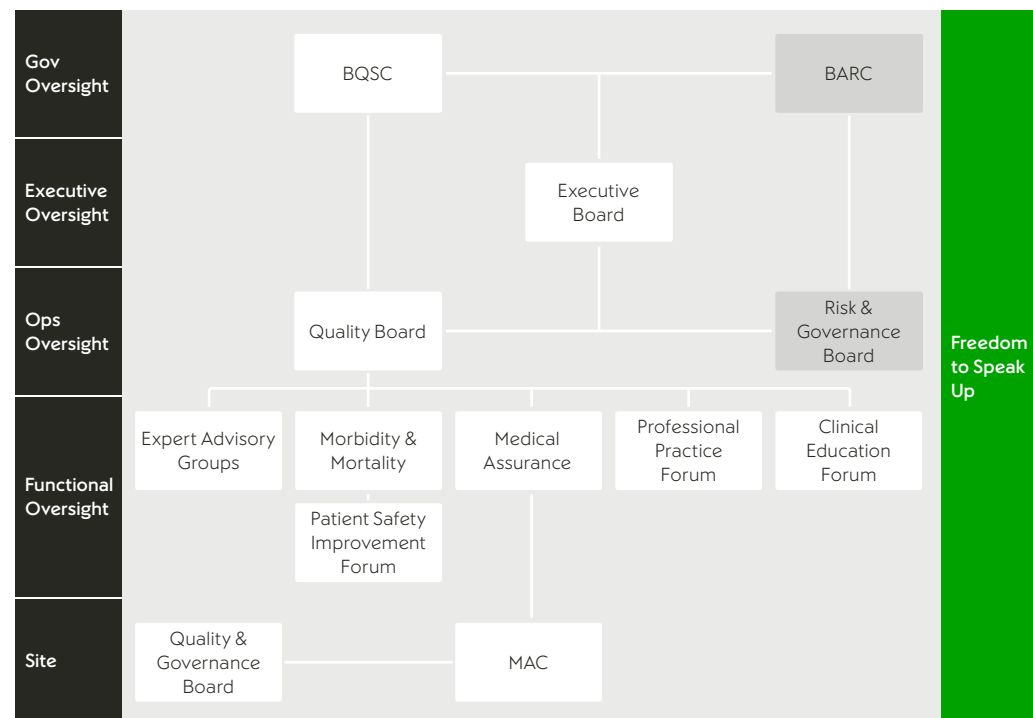 Gov
Oversight
BQSC
BARC
Executive
Oversight
Executive
Board
Ops
Oversight
Quality Board
Risk &
Governance
Board
Freedom
to Speak
Up
Functional
Oversight
Expert Advisory
Groups
Morbidity &
Mortality
Medical
Assurance
Professional
Practice
Forum
Clinical
Education
Forum
Patient Safety
Improvement
Forum
Site
Quality &
Governance
Board
MAC